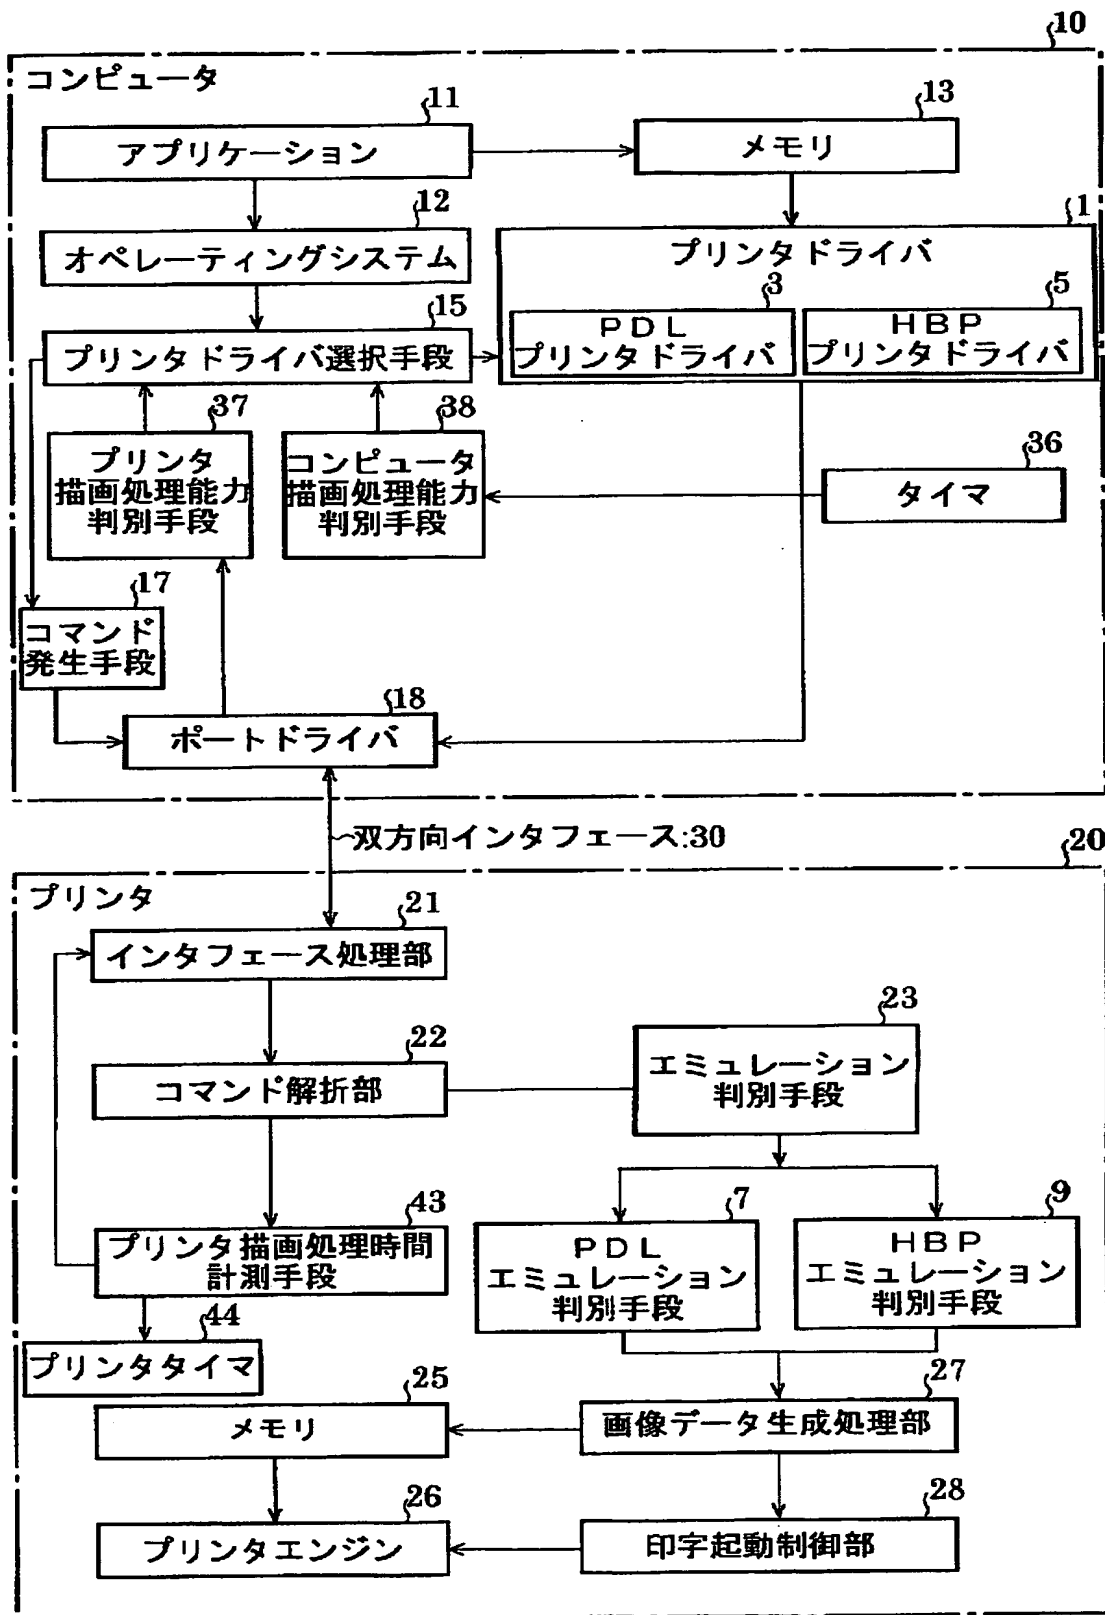 10
コンピュータ
11
アプリケーション
13
メモリ
12
オペレーティングシステム
1
プリンタドライバ
3
PDL
プリンタドライバ
5
HBP
プリンタドライバ
15
プリンタドライバ選択手段
37
プリンタ
描画処理能力
判別手段
38
コンピュータ
描画処理能力
判別手段
36
タイマ
17
コマンド
発生手段
18
ポートドライバ
双方向インタフェース:30
20
プリンタ
21
インタフェース処理部
22
コマンド解折部
23
エミュレーション
判別手段
43
プリンタ描画処理時間
計測手段
7
PDL
エミュレーション
判別手段
9
HBP
エミュレーション
判別手段
44
プリンタタイマ
25
メモリ
27
画像データ生成処理部
26
プリンタエンジン
28
印字起動制御部